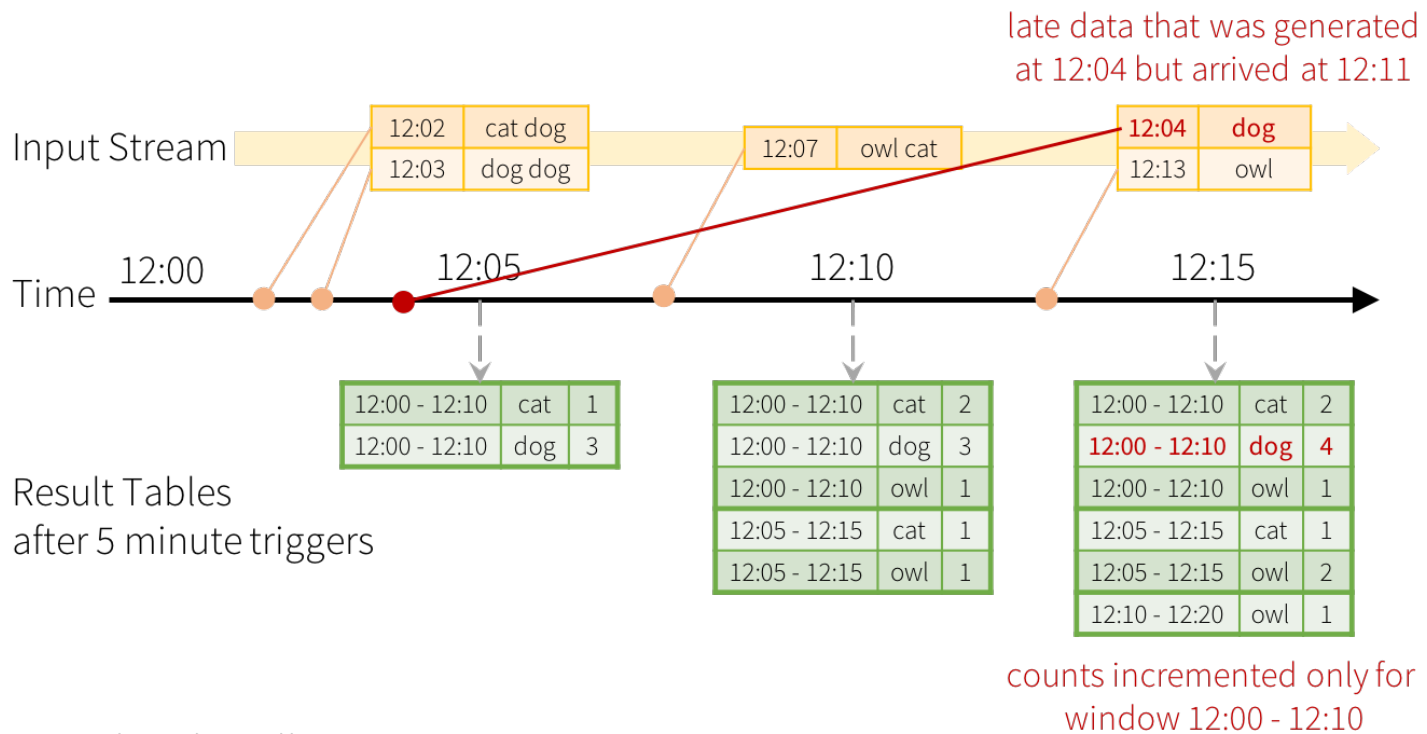 late data that was generated
at 12:04 but arrived at 12:11
Input Stream
12:02 cat dog
12:03 dog dog
12:07 owl cat
12:04 dog
12:13 owl
Time
12:00
12:05
12:10
12:15
Result Tables
after 5 minute triggers
12:00 - 12:10 cat 1
12:00 - 12:10 dog 3
12:00 - 12:10 cat 2
12:00 - 12:10 dog 3
12:00 - 12:10 owl 1
12:05 - 12:15 cat 1
12:05 - 12:15 owl 1
12:00 - 12:10 cat 2
12:00 - 12:10 dog 4
12:00 - 12:10 owl 1
12:05 - 12:15 cat 1
12:05 - 12:15 owl 2
12:10 - 12:20 owl 1
counts incremented only for
window 12:00 - 12:10